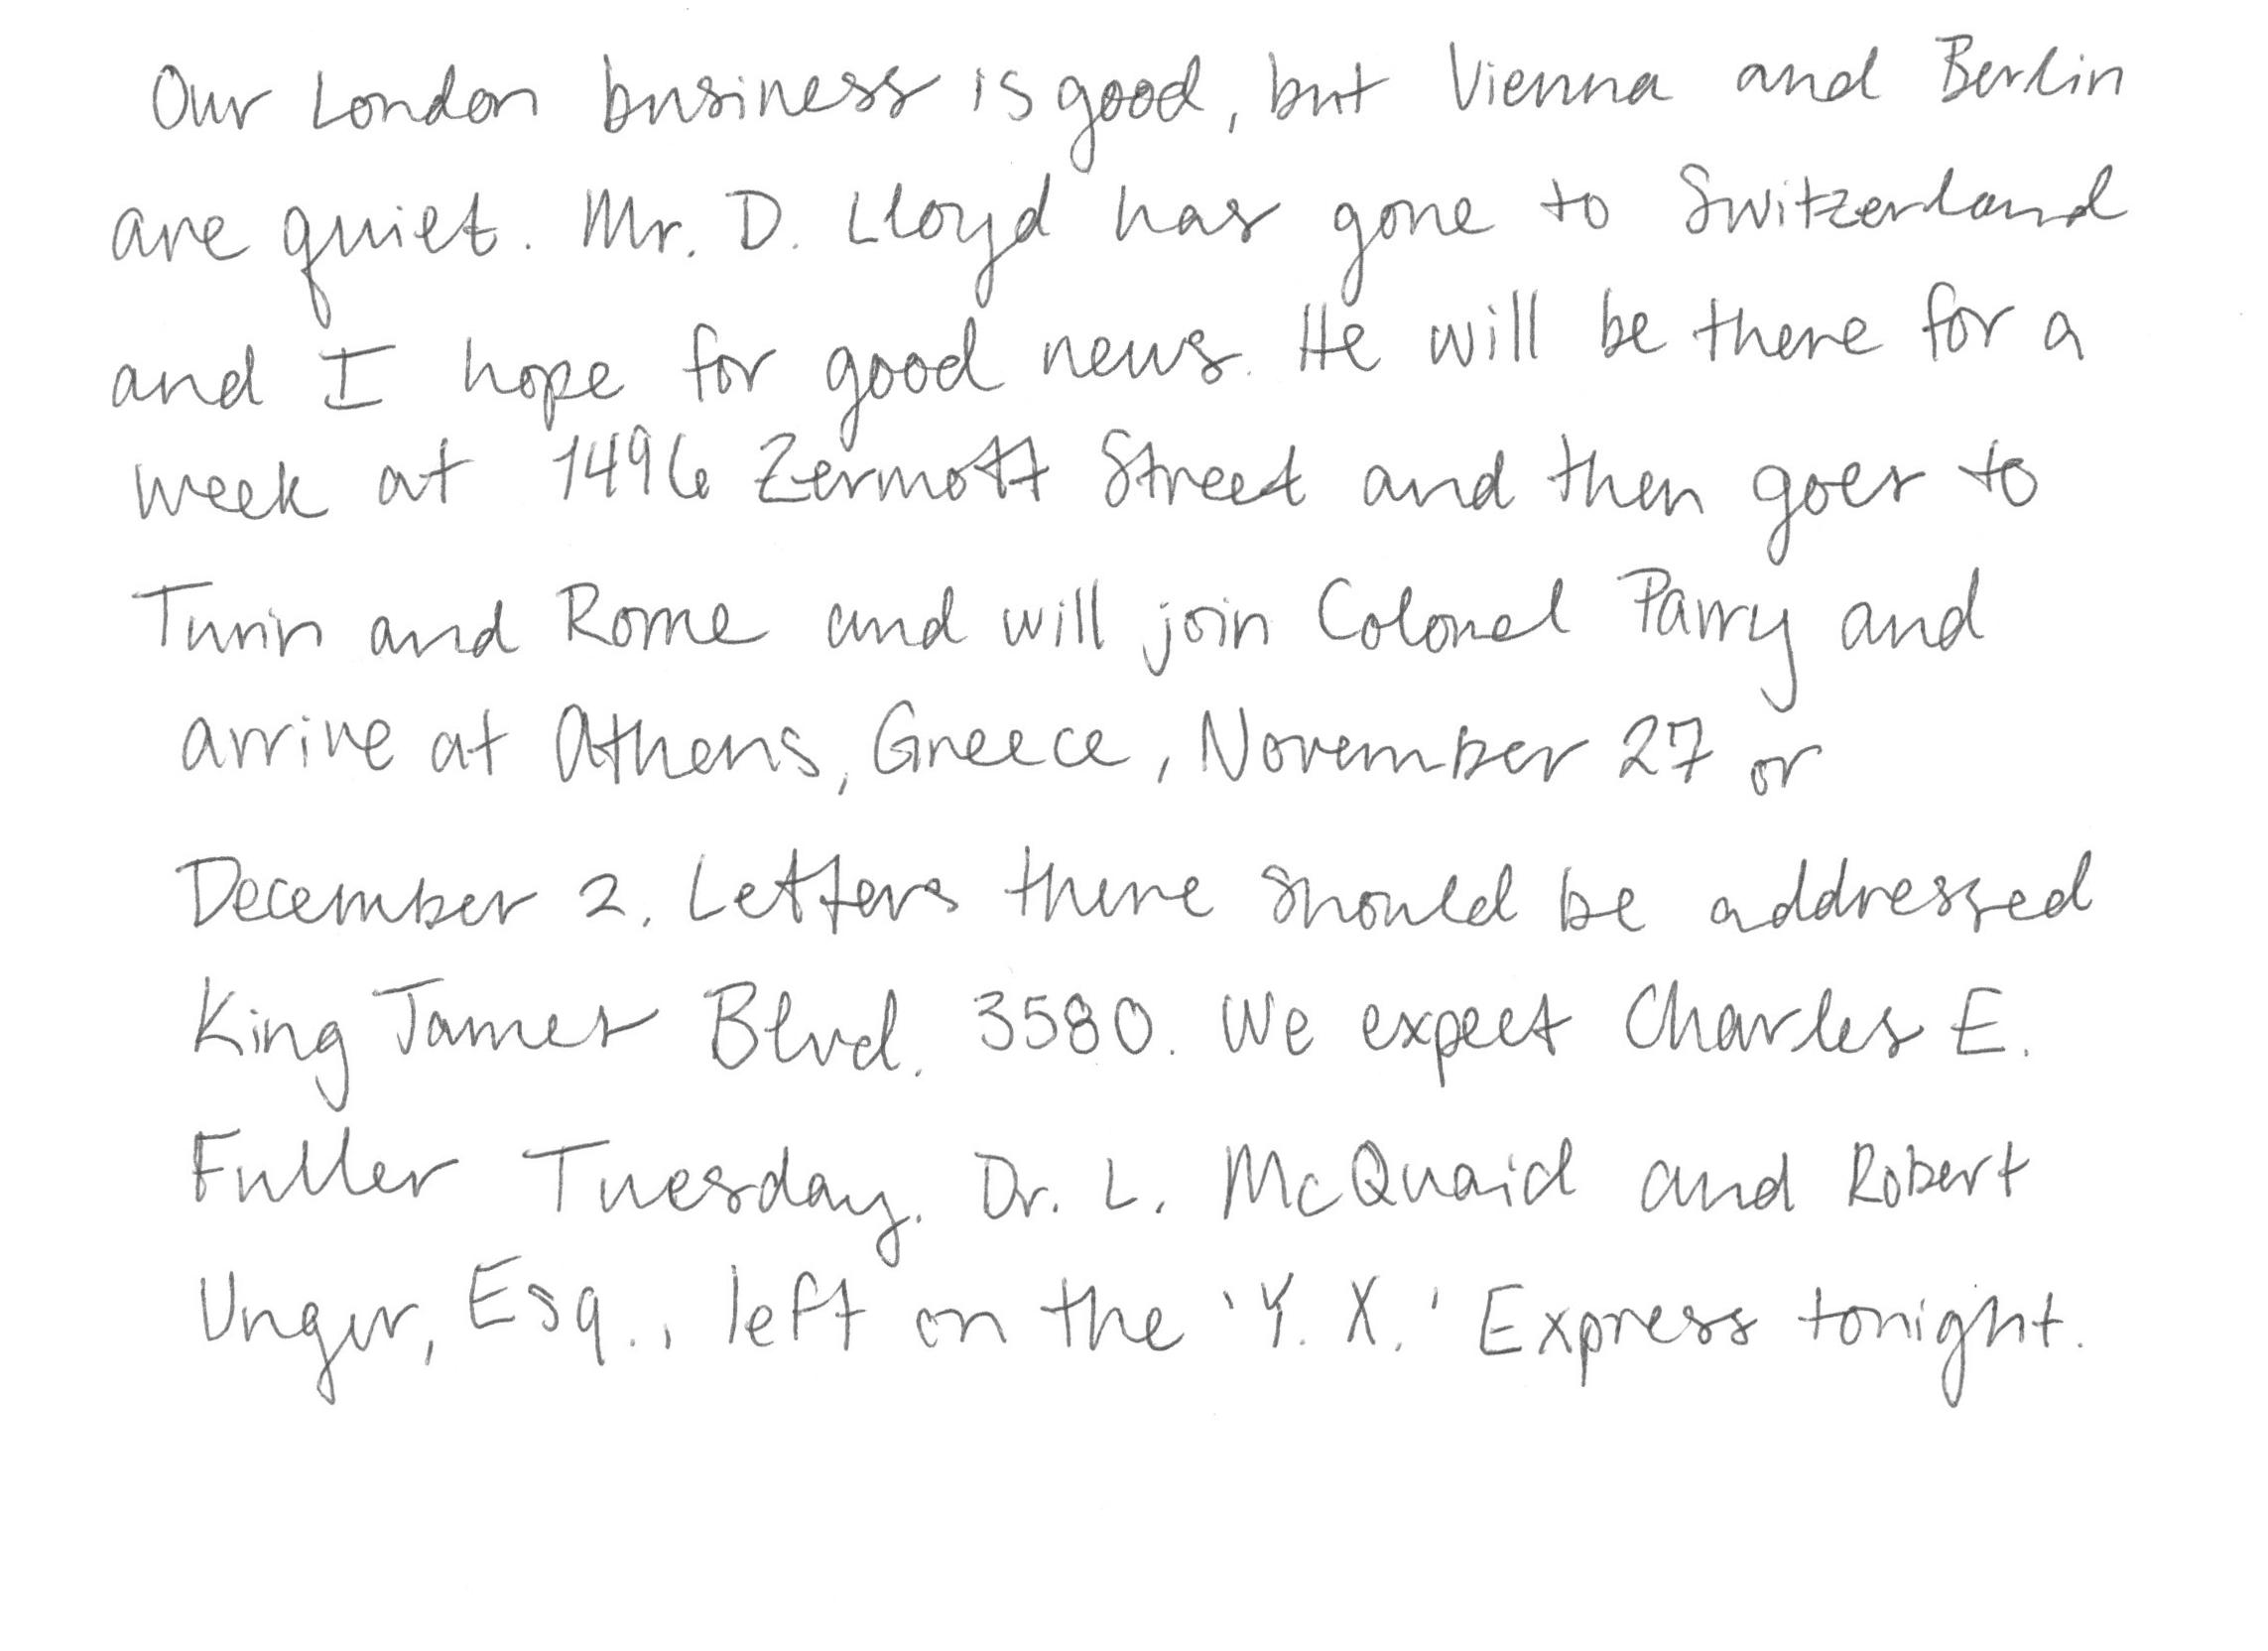 Our London business is good, but Vienna and Berlin
are quiet. Mr. D. Lloyd has gone to Switzerland
and I hope for good news. He will be there for a
week at 1496 Zermott Street and then goes to
Turin and Rome and will join Colonel Parry and
arrive at Athens, Greece, November 27 or
December 2. Letters there should be addressed
King James Blvd. 3580. We expect Charles E.
Fuller Tuesday. Dr. L. McQuaid and Robert
Unger, Esq., left on the 'Y. X.' Express tonight.